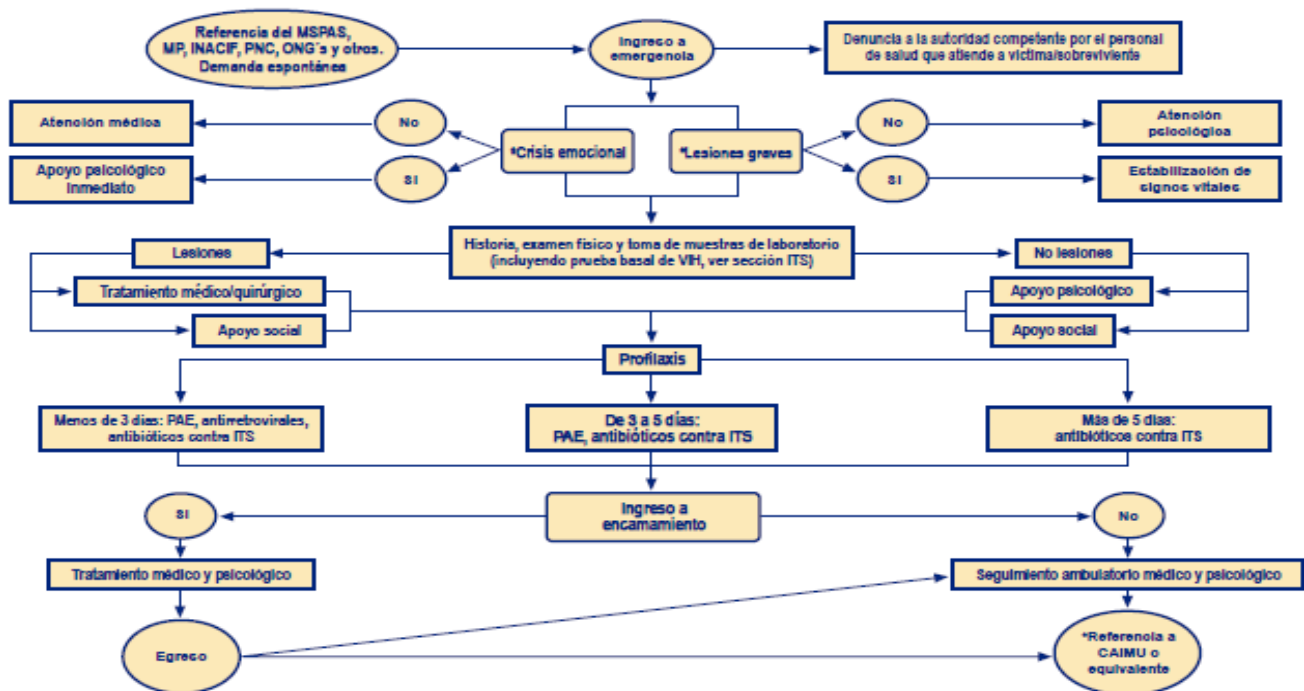 Referencia del MSPAS,
MP, INACIF, PNC, ONG´s y otros.
Demanda espontánea
Ingreso a
emergencia
Denuncia a la autoridad competente por el personal
de salud que atiende a víctima/sobreviviente
Atención médica
No
*Crisis emocional
*Lesiones graves
No
Atención
psicológica
Apoyo psicológico
inmediato
SI
SI
Estabilización de
signos vitales
Historia, examen físico y toma de muestras de laboratorio
(incluyendo prueba basal de VIH, ver sección ITS)
Lesiones
No lesiones
Tratamiento médico/quirúrgico
Apoyo psicológico
Apoyo social
Apoyo social
Profilaxis
Menos de 3 días: PAE, antirretrovirales,
antibióticos contra ITS
De 3 a 5 días:
PAE, antibióticos contra ITS
Más de 5 días:
antibióticos contra ITS
SI
Ingreso a
encamamiento
No
Tratamiento médico y psicológico
Seguimiento ambulatorio médico y psicológico
Egreso
*Referencia a
CAIMU o
equivalente